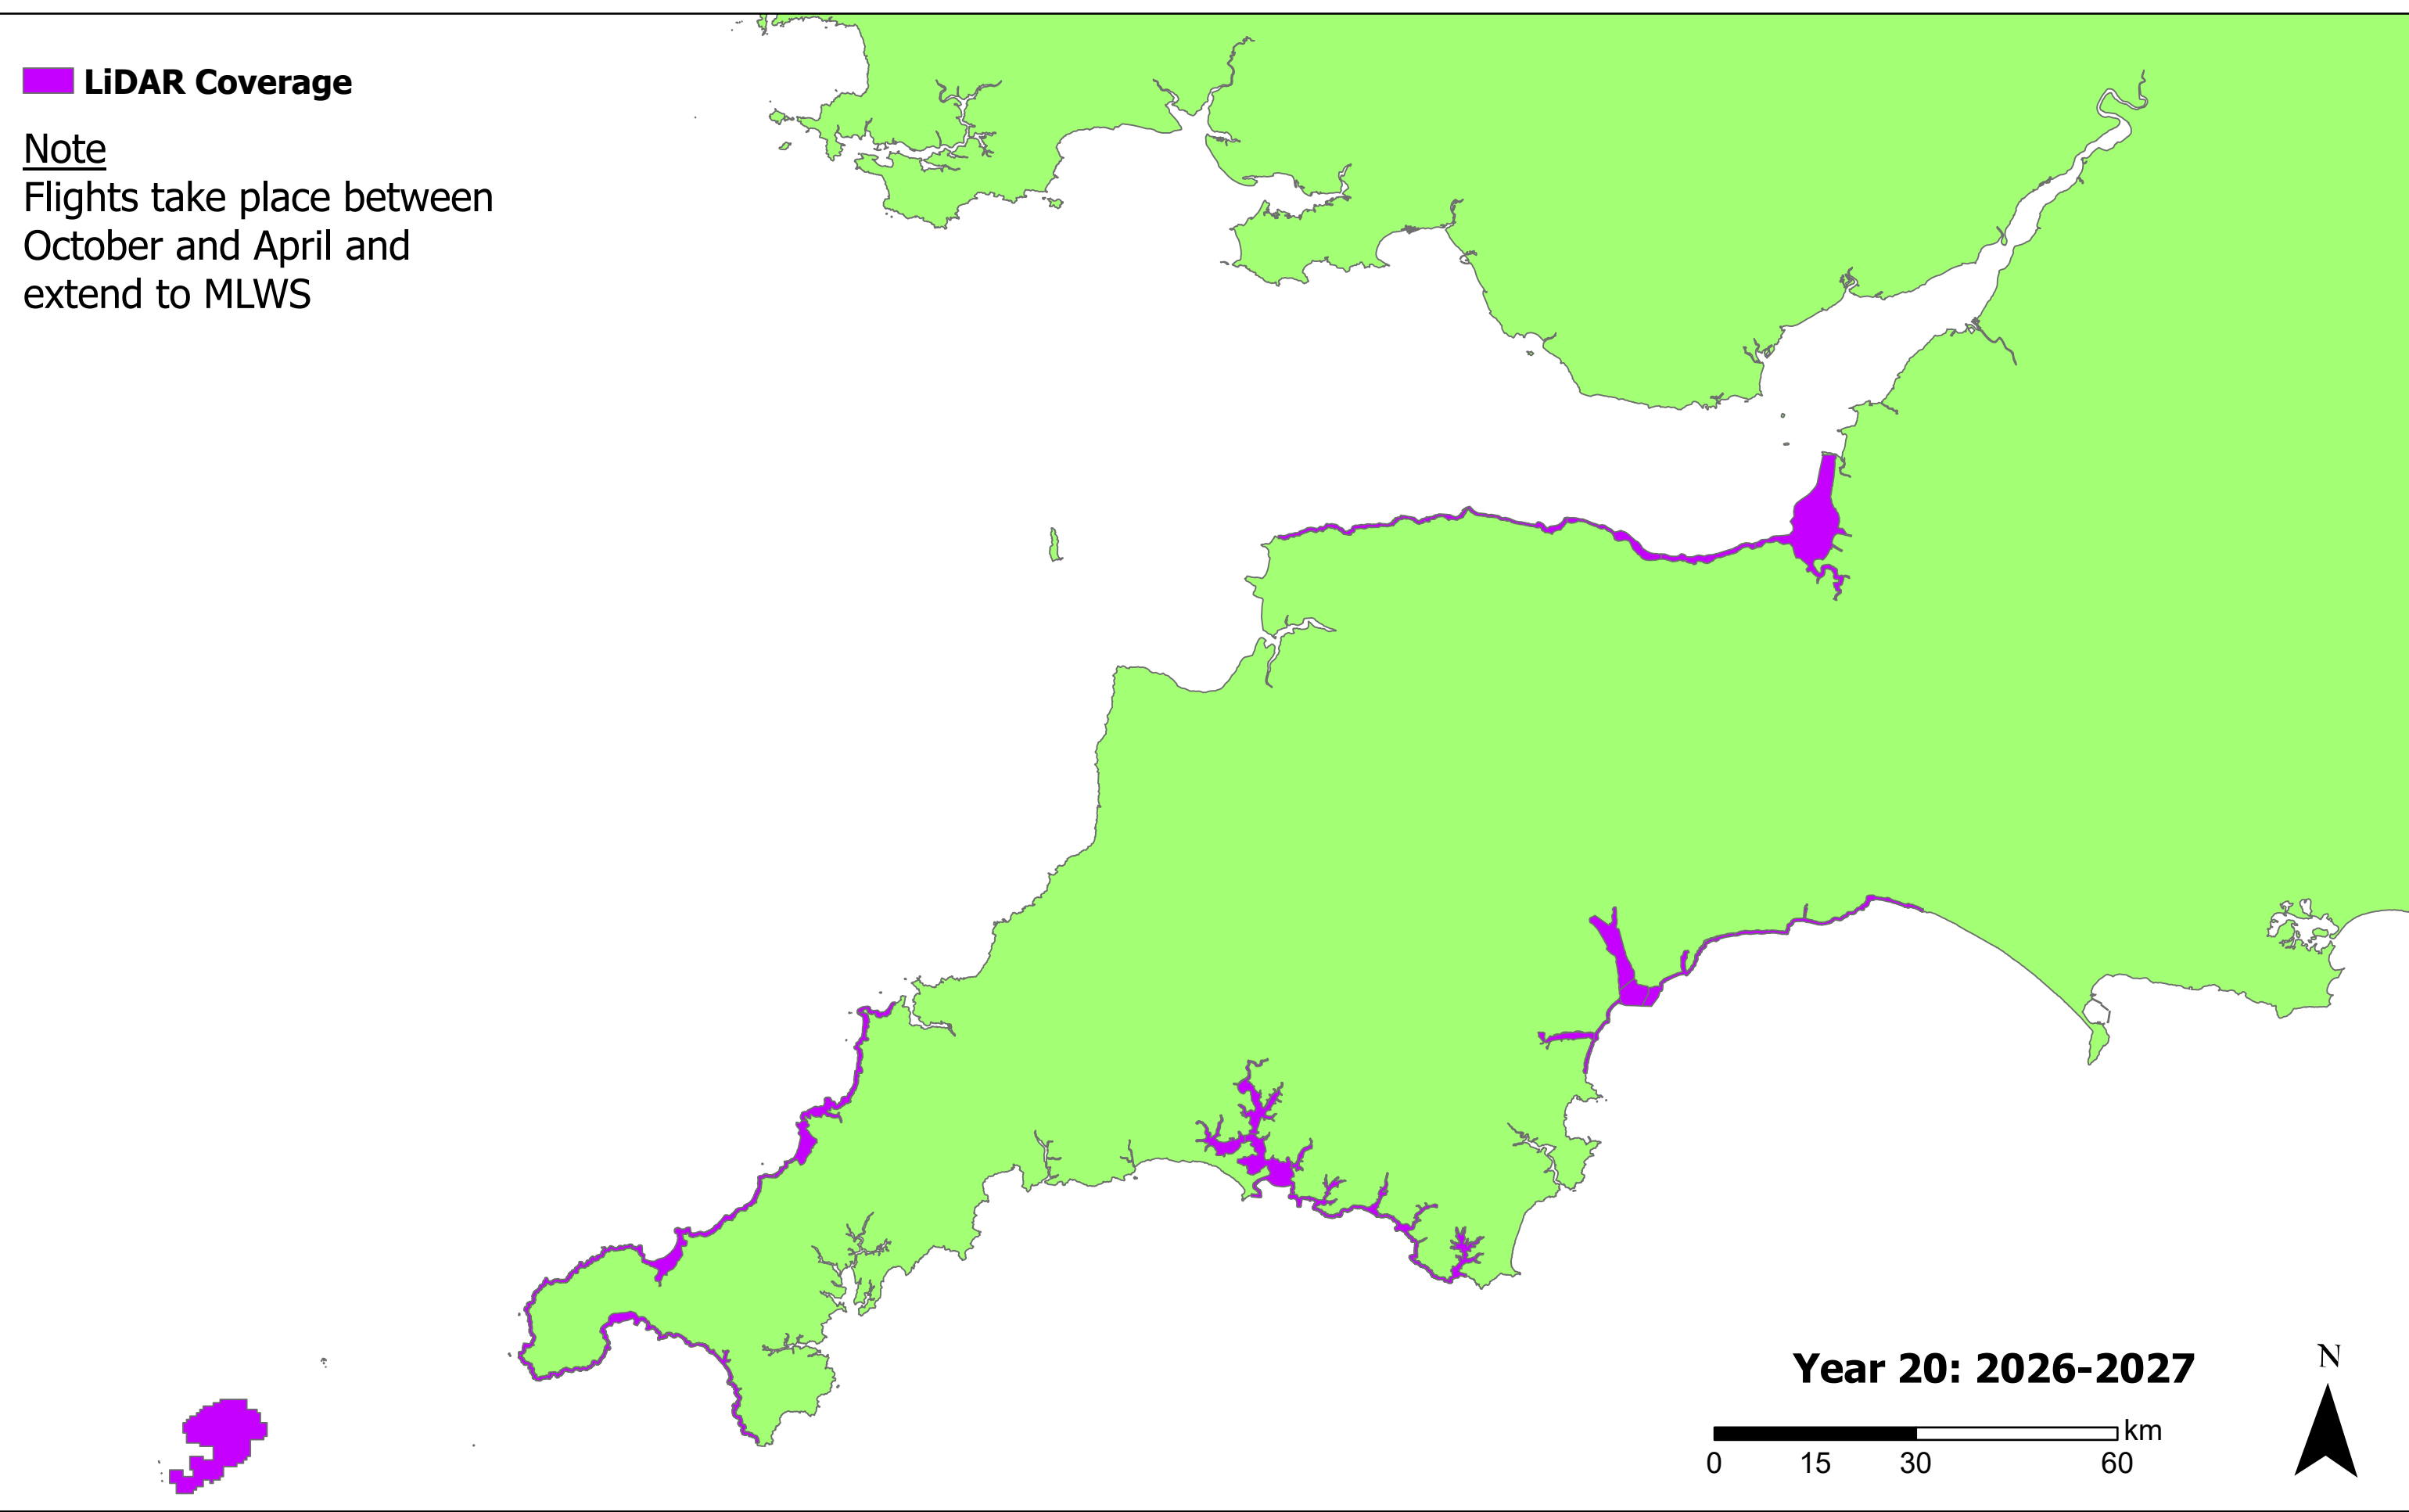 LiDAR Coverage
Note
Flights take place between
October and April and
extend to MLWS
Year 20: 2026-2027
N
km
0 15 30 60